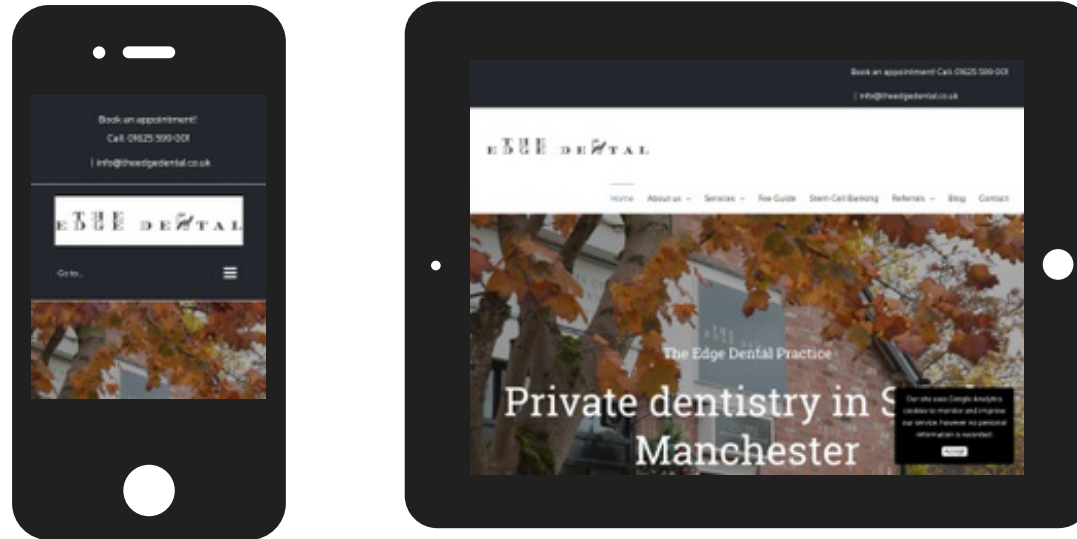 Book an appointment!
Call: 01625 599 001
| info@theedgedental.co.uk
THE
EDGE DENTAL
Go to...
Book an appointment! Call: 01625 599 001
| info@theedgedental.co.uk
THE
EDGE DENTAL
Home About us Services Fee Guide Stem Cell Banking Referrals Blog Contact
THE
The Edge Dental Practice
Private dentistry in S
Manchester
Our site uses Google Analytics
cookies to monitor and improve
our service, however no personal
information is recorded.
Accept